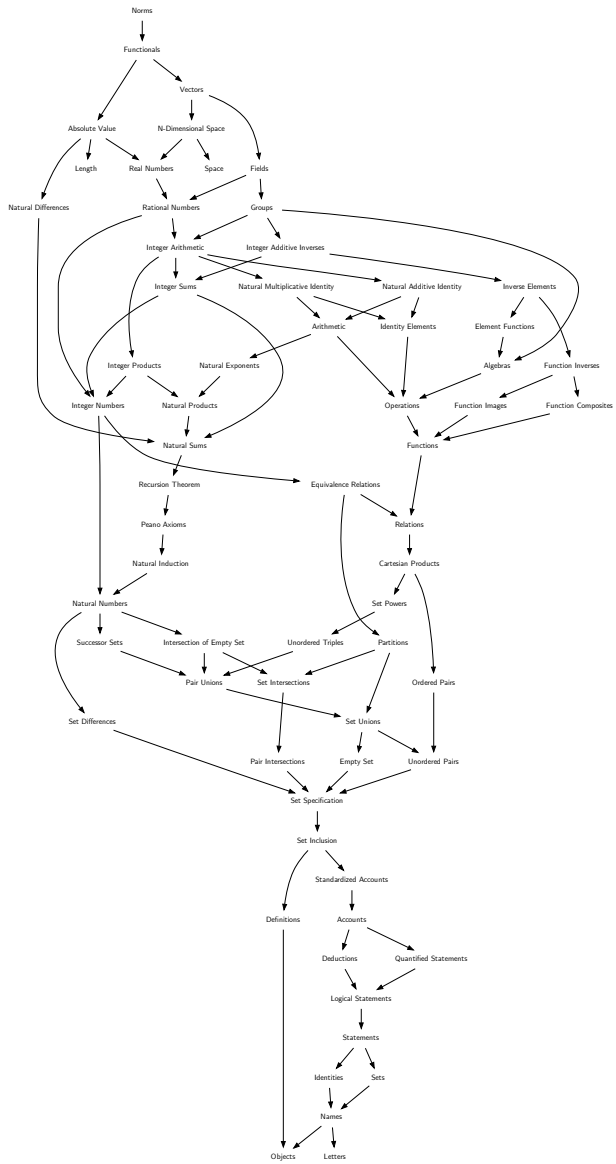 Norms
Functionals
Vectors
Absolute Value
N-Dimensional Space
Length
Real Numbers
Space
Fields
Natural Differences
Rational Numbers
Groups
Integer Arithmetic
Integer Additive Inverses
Integer Sums
Natural Multiplicative Identity
Natural Additive Identity
Inverse Elements
Arithmetic
Identity Elements
Element Functions
Integer Products
Natural Exponents
Algebras
Function Inverses
Integer Numbers
Natural Products
Operations
Function Images
Function Composites
Natural Sums
Functions
Recursion Theorem
Equivalence Relations
Peano Axioms
Relations
Natural Induction
Cartesian Products
Natural Numbers
Set Powers
Successor Sets
Intersection of Empty Set
Unordered Triples
Partitions
Pair Unions
Set Intersections
Ordered Pairs
Set Differences
Set Unions
Pair Intersections
Empty Set
Unordered Pairs
Set Specification
Set Inclusion
Standardized Accounts
Definitions
Accounts
Deductions
Quantified Statements
Logical Statements
Statements
Identities
Sets
Names
Objects
Letters